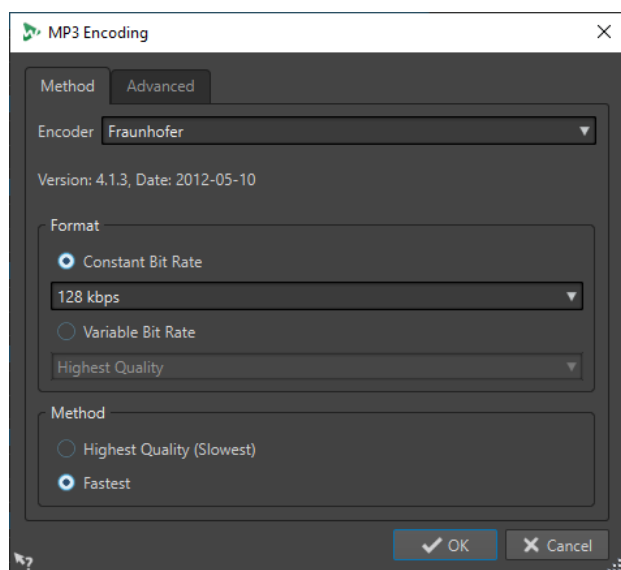 MP3 Encoding
Method Advanced
Encoder Fraunhofer
Version: 4.1.3, Date: 2012-05-10
Format
Constant Bit Rate
128 kbps
Variable Bit Rate
Highest Quality
Method
Highest Quality (Slowest)
Fastest
OK Cancel